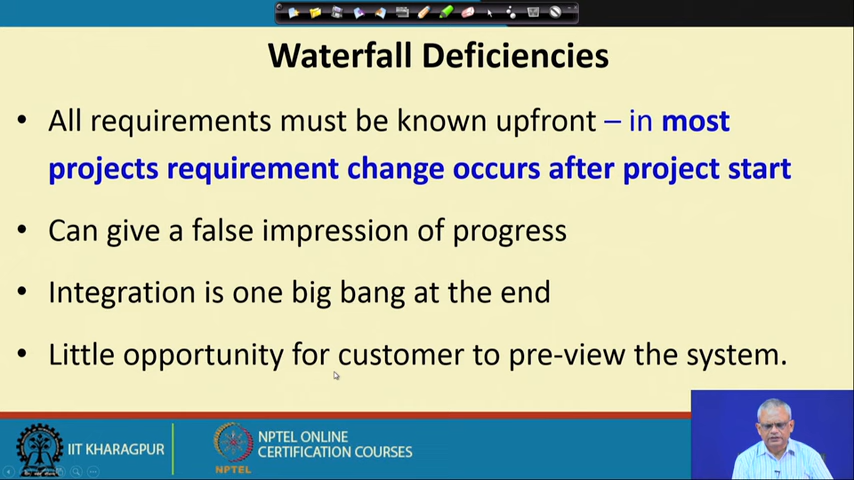 Waterfall Deficiencies
• All requirements must be known upfront – in most
projects requirement change occurs after project start
• Can give a false impression of progress
• Integration is one big bang at the end
• Little opportunity for customer to pre-view the system.
IIT KHARAGPUR
NPTEL
NPTEL ONLINE
CERTIFICATION COURSES